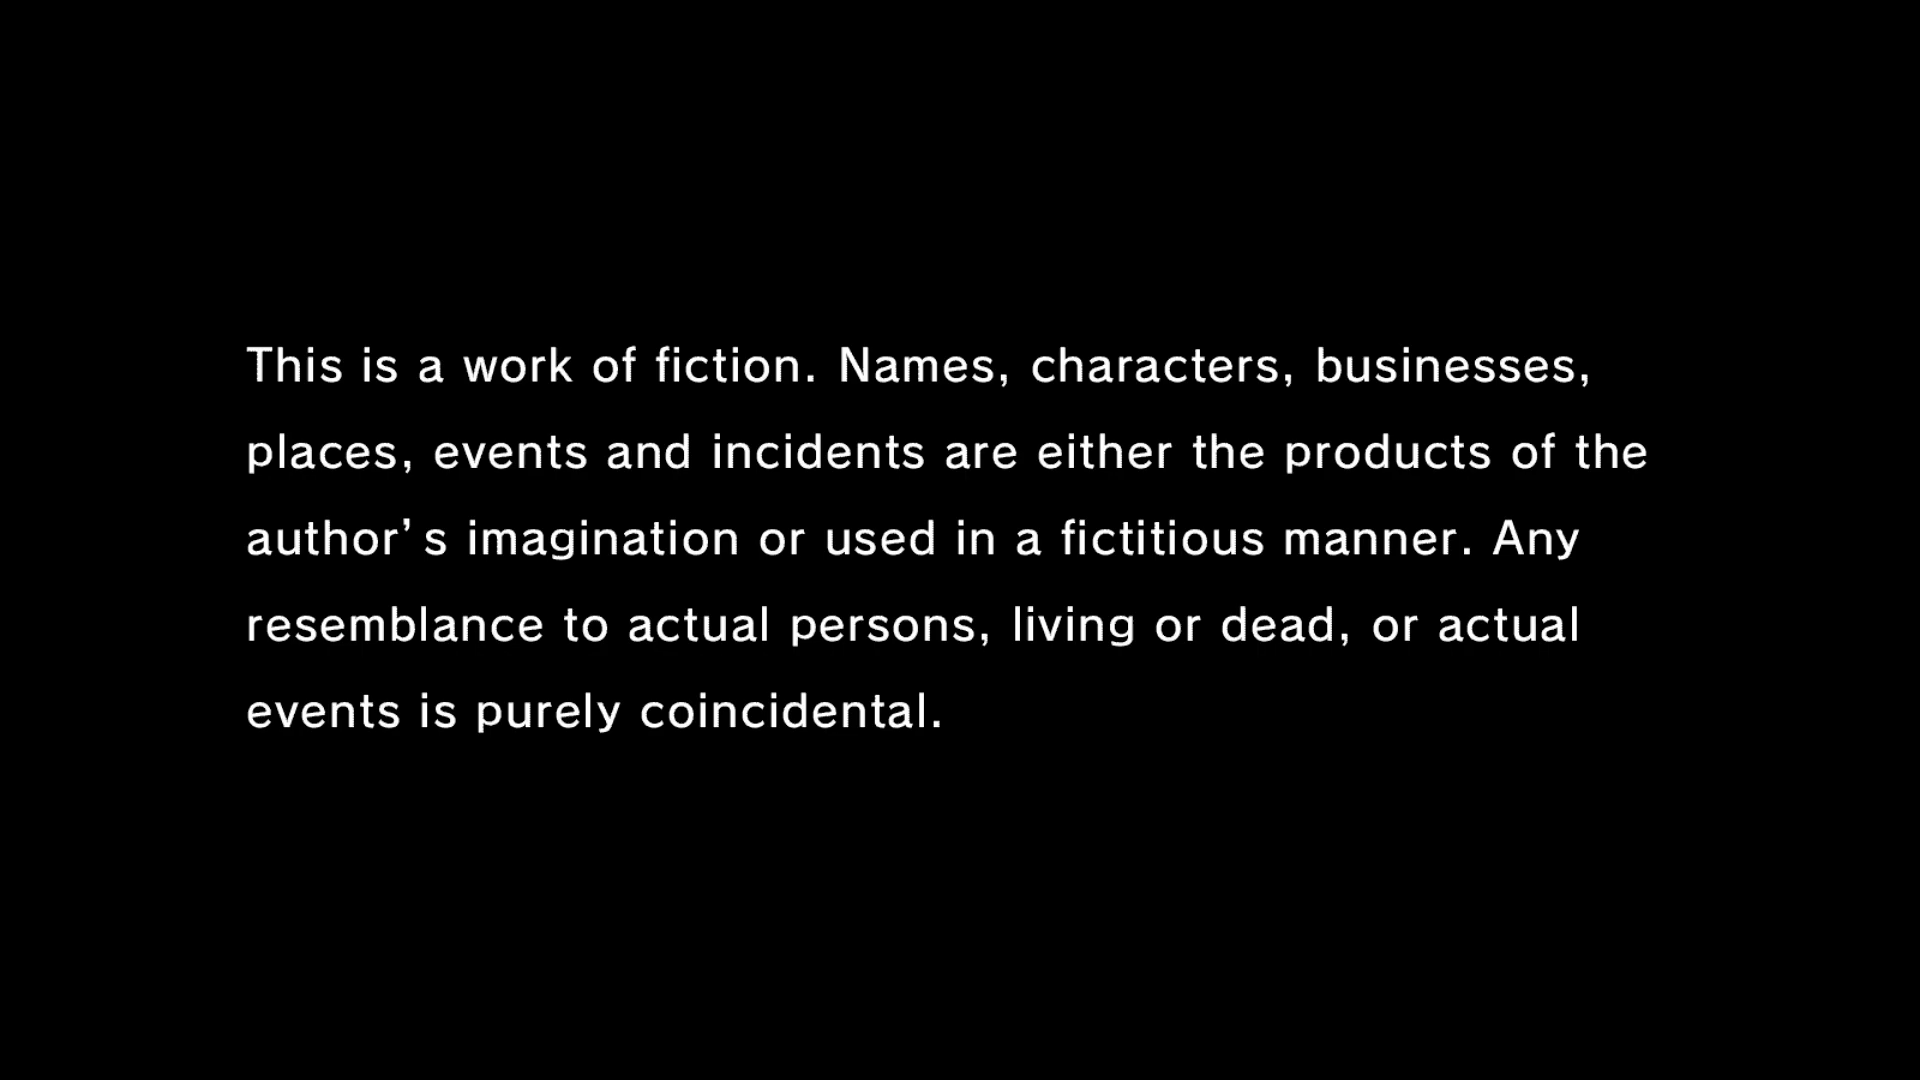 This is a work of fiction. Names, characters, businesses,
places, events and incidents are either the products of the
author’s imagination or used in a fictitious manner. Any
resemblance to actual persons, living or dead, or actual
events is purely coincidental.